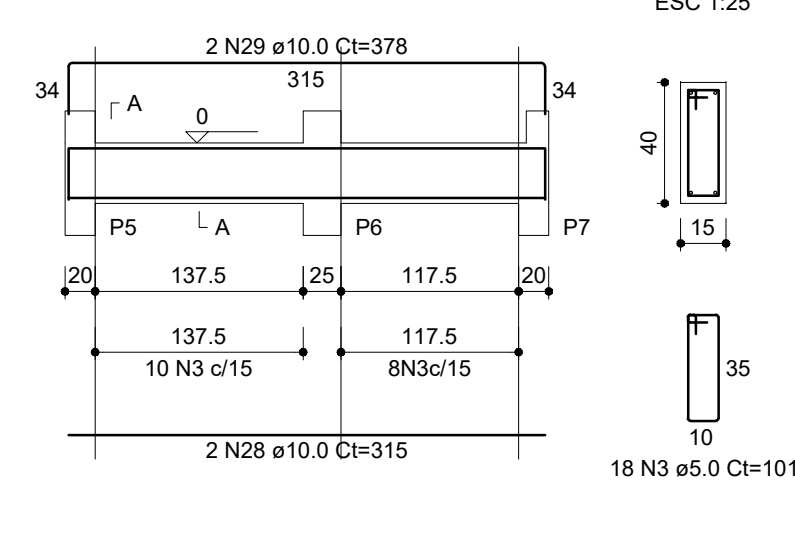 ESC 1:25
2 N29 ø10.0 Ct=378
34
315
34
A
0
40
A
P5
P6
P7
15
20
137.5
25
117.5
20
137.5
117.5
10 N3 c/15
8N3c/15
35
10
2 N28 ø10.0 Ct=315
18 N3 ø5.0 Ct=101